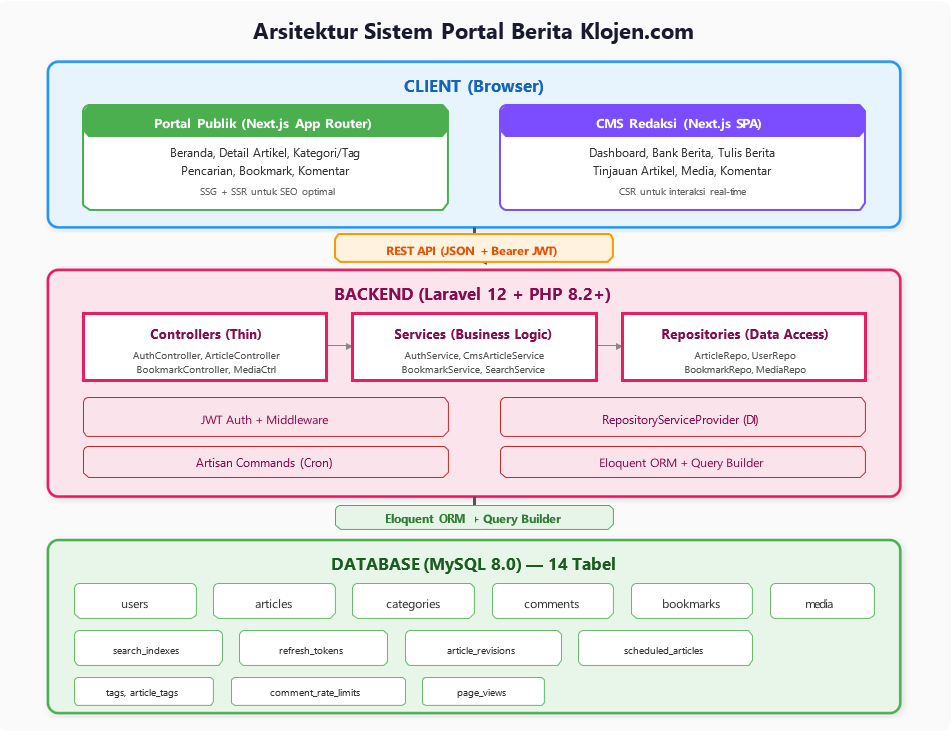 Arsitektur Sistem Portal Berita Klojen.com
CLIENT (Browser)
Portal Publik (Next.js App Router)
Beranda, Detail Artikel, Kategori/Tag
Pencarian, Bookmark, Komentar
SSG + SSR untuk SEO optimal
CMS Redaksi (Next.js SPA)
Dashboard, Bank Berita, Tulis Berita
Tinjauan Artikel, Media, Komentar
CSR untuk interaksi real-time
REST API (JSON + Bearer JWT)
BACKEND (Laravel 12 + PHP 8.2+)
Controllers (Thin)
AuthController, ArticleController
BookmarkController, MediaCtrl
Services (Business Logic)
AuthService, CmsArticleService
BookmarkService, SearchService
Repositories (Data Access)
ArticleRepo, UserRepo
BookmarkRepo, MediaRepo
JWT Auth + Middleware
RepositoryServiceProvider (DI)
Artisan Commands (Cron)
Eloquent ORM + Query Builder
Eloquent ORM + Query Builder
DATABASE (MySQL 8.0) — 14 Tabel
users
articles
categories
comments
bookmarks
media
search_indexes
refresh_tokens
article_revisions
scheduled_articles
tags, article_tags
comment_rate_limits
page_views